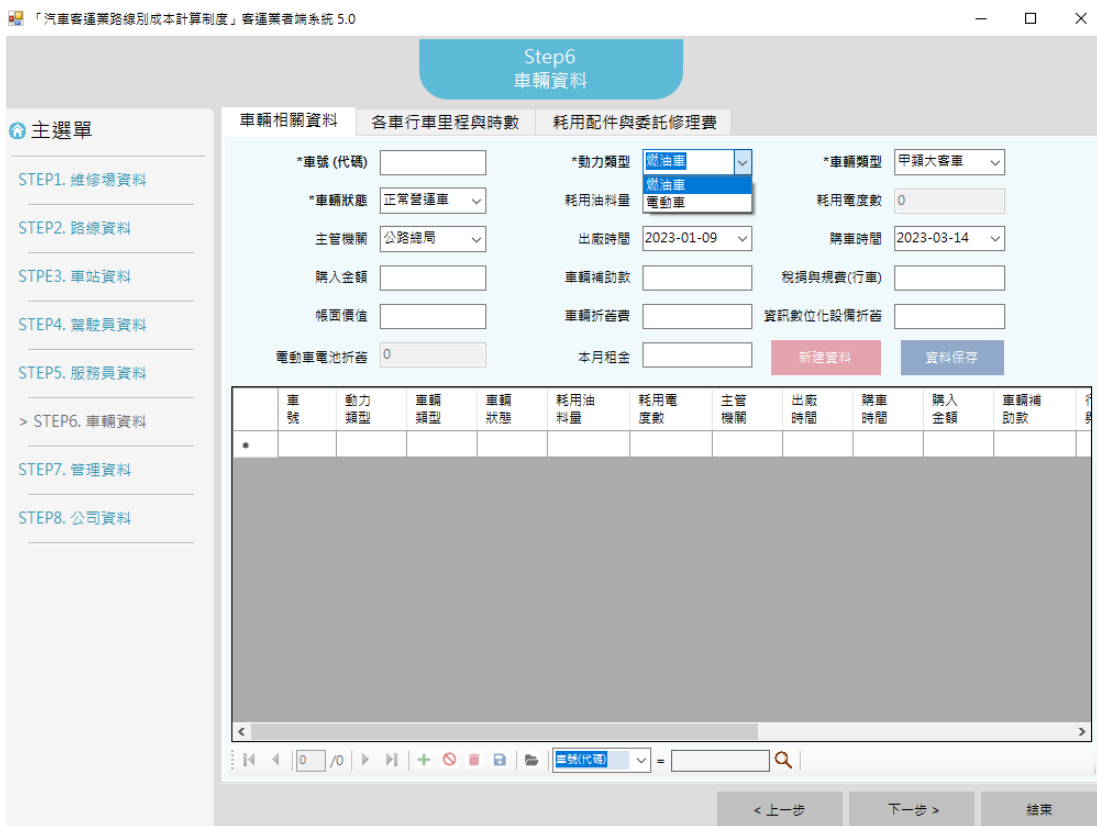 「汽車客運業路線別成本計算制度」客運業者端系統 5.0
Step6
車輛資料
主選單
STEP1. 維修場資料
STEP2. 路線資料
STPE3. 車站資料
STEP4. 駕駛員資料
STEP5. 服務員資料
> STEP6. 車輛資料
STEP7. 管理資料
STEP8. 公司資料
車輛相關資料 各車行車里程與時數 耗用配件與委託修理費
*車號 (代碼) *動力類型 燃油車 *車輛類型 甲類大客車
燃油車
電動車
*車輛狀態 正常營運車 耗用油料量 耗用電度數 0
主管機關 公路總局 出廠時間 2023-01-09 購車時間 2023-03-14
購入金額 車輛補助款 稅捐與規費(行車)
帳面價值 車輛折舊費 資訊數位化設備折舊
電動車電池折舊 0 本月租金 新建資料 資料保存
車號 動力類型 車輛類型 車輛狀態 耗用油料量 耗用電度數 主管機關 出廠時間 購車時間 購入金額 車輛補助款
*
0 /0 車號(代碼) =
< 上一步 下一步 > 結束